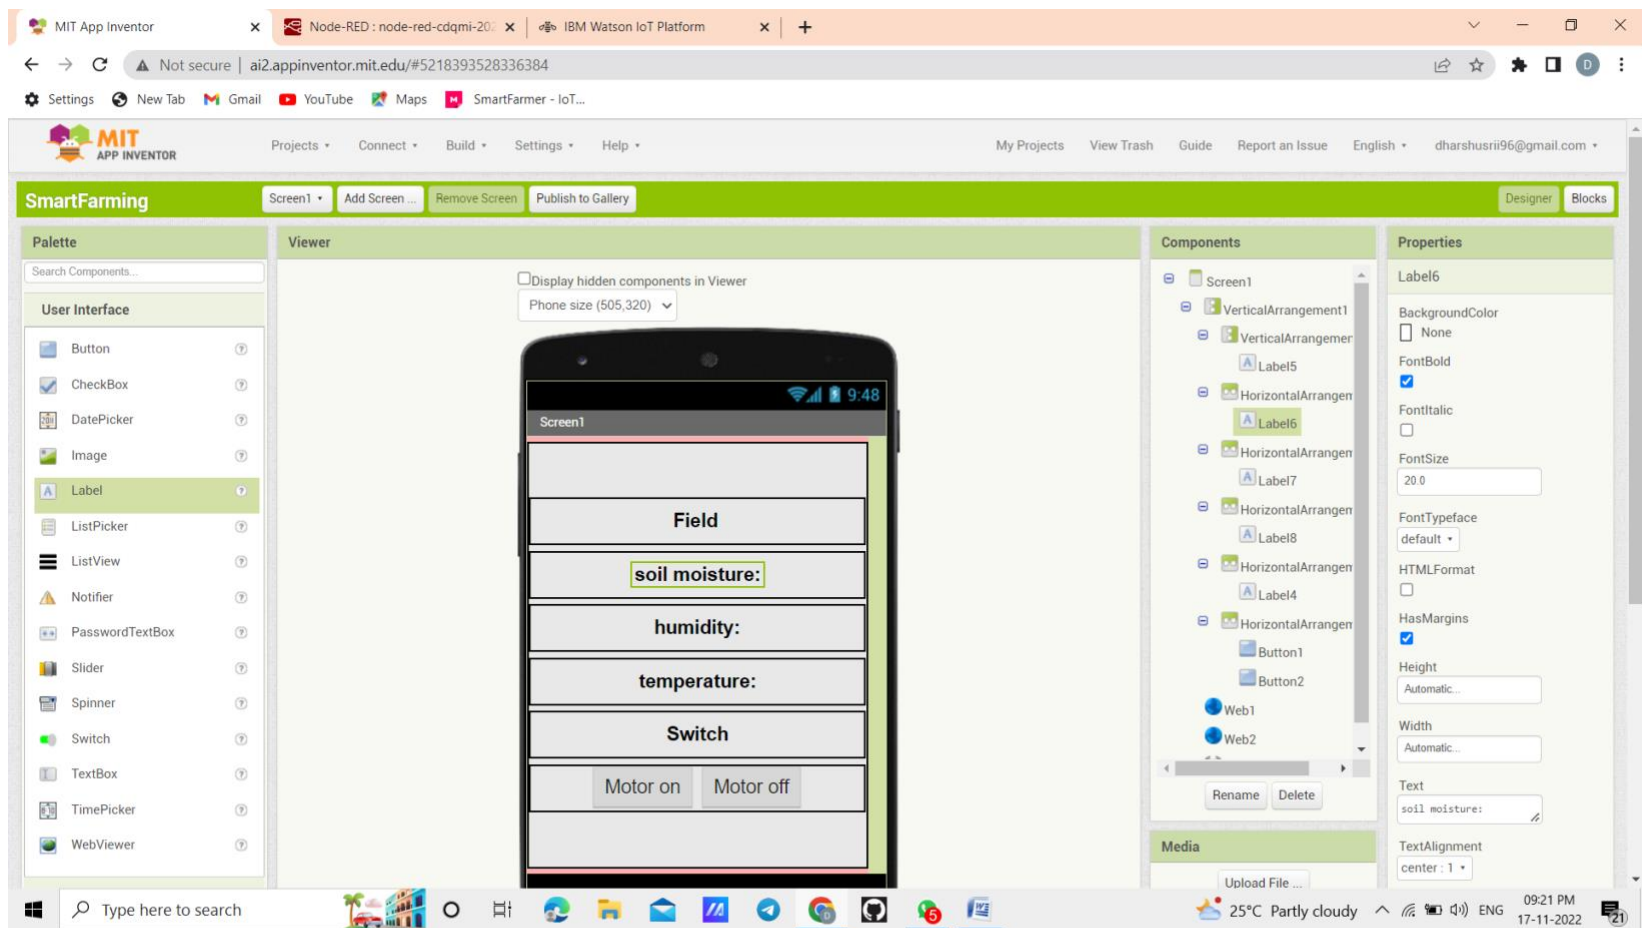 MIT App Inventor
Node-RED : node-red-cdqmi-202
IBM Watson IoT Platform
Not secure | ai2.appinventor.mit.edu/#5218393528336384
D
Settings New Tab Gmail YouTube Maps SmartFarmer - IoT...
MIT
APP INVENTOR
Projects Connect Build Settings Help My Projects View Trash Guide Report an Issue English dharshusrii96@gmail.com
SmartFarming Screen1 Add Screen ... Remove Screen Publish to Gallery Designer Blocks
Palette
Search Components...
User Interface
Button
CheckBox
DatePicker
Image
Label
ListPicker
ListView
Notifier
PasswordTextBox
Slider
Spinner
Switch
TextBox
TimePicker
WebViewer
Viewer
Display hidden components in Viewer
Phone size (505,320)
9:48
Screen1
Field
soil moisture:
humidity:
temperature:
Switch
Motor on Motor off
Components
Screen1
VerticalArrangement1
VerticalArrangemer
Label5
HorizontalArrangem
Label6
HorizontalArrangem
Label7
HorizontalArrangem
Label8
HorizontalArrangem
Label4
HorizontalArrangem
Button1
Button2
Web1
Web2
Rename Delete
Media
Upload File ...
Properties
Label6
BackgroundColor
None
FontBold
FontItalic
FontSize
20.0
FontTypeface
default
HTMLFormat
HasMargins
Height
Automatic...
Width
Automatic...
Text
soil moisture:
TextAlignment
center : 1
Type here to search
6
25°C Partly cloudy
ENG
09:21 PM
17-11-2022
21